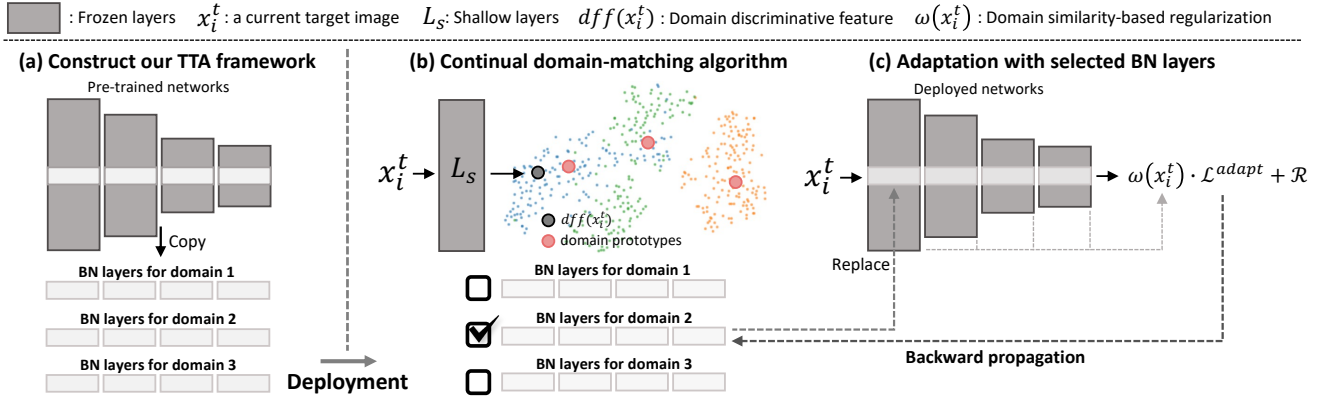 : Frozen layers x_i^t : a current target image L_s: Shallow layers dff(x_i^t) : Domain discriminative feature ω(x_i^t) : Domain similarity-based regularization
(a) Construct our TTA framework
Pre-trained networks
Copy
BN layers for domain 1
BN layers for domain 2
BN layers for domain 3
Deployment
(b) Continual domain-matching algorithm
x_i^t
L_s
dff(x_i^t)
domain prototypes
BN layers for domain 1
BN layers for domain 2
BN layers for domain 3
(c) Adaptation with selected BN layers
Deployed networks
x_i^t
ω(x_i^t) · ℒ^{adapt} + ℛ
Replace
Backward propagation